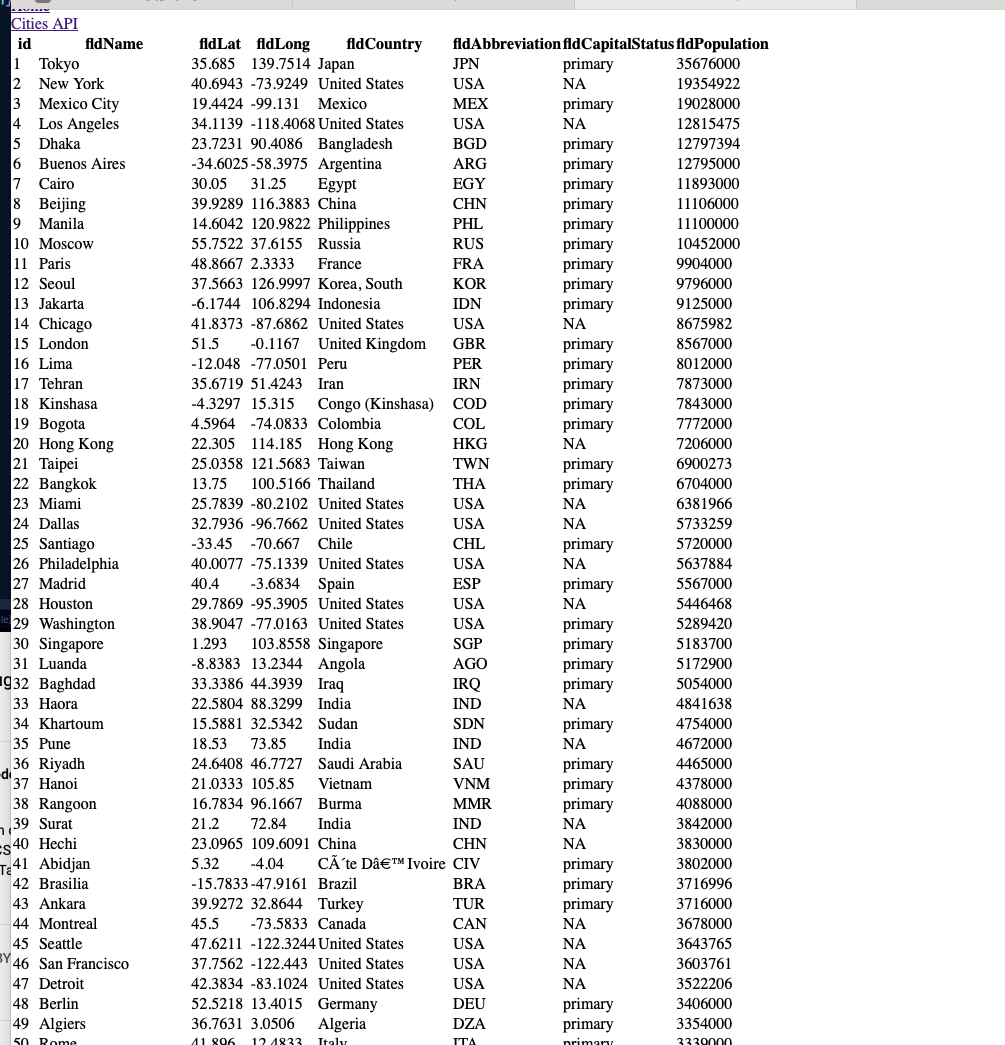 Home
Cities API
id fldName fldLat fldLong fldCountry fldAbbreviation fldCapitalStatus fldPopulation
1 Tokyo 35.685 139.7514 Japan JPN primary 35676000
2 New York 40.6943 -73.9249 United States USA NA 19354922
3 Mexico City 19.4424 -99.131 Mexico MEX primary 19028000
4 Los Angeles 34.1139 -118.4068 United States USA NA 12815475
5 Dhaka 23.7231 90.4086 Bangladesh BGD primary 12797394
6 Buenos Aires -34.6025 -58.3975 Argentina ARG primary 12795000
7 Cairo 30.05 31.25 Egypt EGY primary 11893000
8 Beijing 39.9289 116.3883 China CHN primary 11106000
9 Manila 14.6042 120.9822 Philippines PHL primary 11100000
10 Moscow 55.7522 37.6155 Russia RUS primary 10452000
11 Paris 48.8667 2.3333 France FRA primary 9904000
12 Seoul 37.5663 126.9997 Korea, South KOR primary 9796000
13 Jakarta -6.1744 106.8294 Indonesia IDN primary 9125000
14 Chicago 41.8373 -87.6862 United States USA NA 8675982
15 London 51.5 -0.1167 United Kingdom GBR primary 8567000
16 Lima -12.048 -77.0501 Peru PER primary 8012000
17 Tehran 35.6719 51.4243 Iran IRN primary 7873000
18 Kinshasa -4.3297 15.315 Congo (Kinshasa) COD primary 7843000
19 Bogota 4.5964 -74.0833 Colombia COL primary 7772000
20 Hong Kong 22.305 114.185 Hong Kong HKG NA 7206000
21 Taipei 25.0358 121.5683 Taiwan TWN primary 6900273
22 Bangkok 13.75 100.5166 Thailand THA primary 6704000
23 Miami 25.7839 -80.2102 United States USA NA 6381966
24 Dallas 32.7936 -96.7662 United States USA NA 5733259
25 Santiago -33.45 -70.667 Chile CHL primary 5720000
26 Philadelphia 40.0077 -75.1339 United States USA NA 5637884
27 Madrid 40.4 -3.6834 Spain ESP primary 5567000
28 Houston 29.7869 -95.3905 United States USA NA 5446468
29 Washington 38.9047 -77.0163 United States USA primary 5289420
30 Singapore 1.293 103.8558 Singapore SGP primary 5183700
31 Luanda -8.8383 13.2344 Angola AGO primary 5172900
32 Baghdad 33.3386 44.3939 Iraq IRQ primary 5054000
33 Haora 22.5804 88.3299 India IND NA 4841638
34 Khartoum 15.5881 32.5342 Sudan SDN primary 4754000
35 Pune 18.53 73.85 India IND NA 4672000
36 Riyadh 24.6408 46.7727 Saudi Arabia SAU primary 4465000
37 Hanoi 21.0333 105.85 Vietnam VNM primary 4378000
38 Rangoon 16.7834 96.1667 Burma MMR primary 4088000
39 Surat 21.2 72.84 India IND NA 3842000
40 Hechi 23.0965 109.6091 China CHN NA 3830000
41 Abidjan 5.32 -4.04 CÃ´te Dâ€™Ivoire CIV primary 3802000
42 Brasilia -15.7833 -47.9161 Brazil BRA primary 3716996
43 Ankara 39.9272 32.8644 Turkey TUR primary 3716000
44 Montreal 45.5 -73.5833 Canada CAN NA 3678000
45 Seattle 47.6211 -122.3244 United States USA NA 3643765
46 San Francisco 37.7562 -122.443 United States USA NA 3603761
47 Detroit 42.3834 -83.1024 United States USA NA 3522206
48 Berlin 52.5218 13.4015 Germany DEU primary 3406000
49 Algiers 36.7631 3.0506 Algeria DZA primary 3354000
50 Rome 41.896 12.4833 Italy ITA primary 3339000